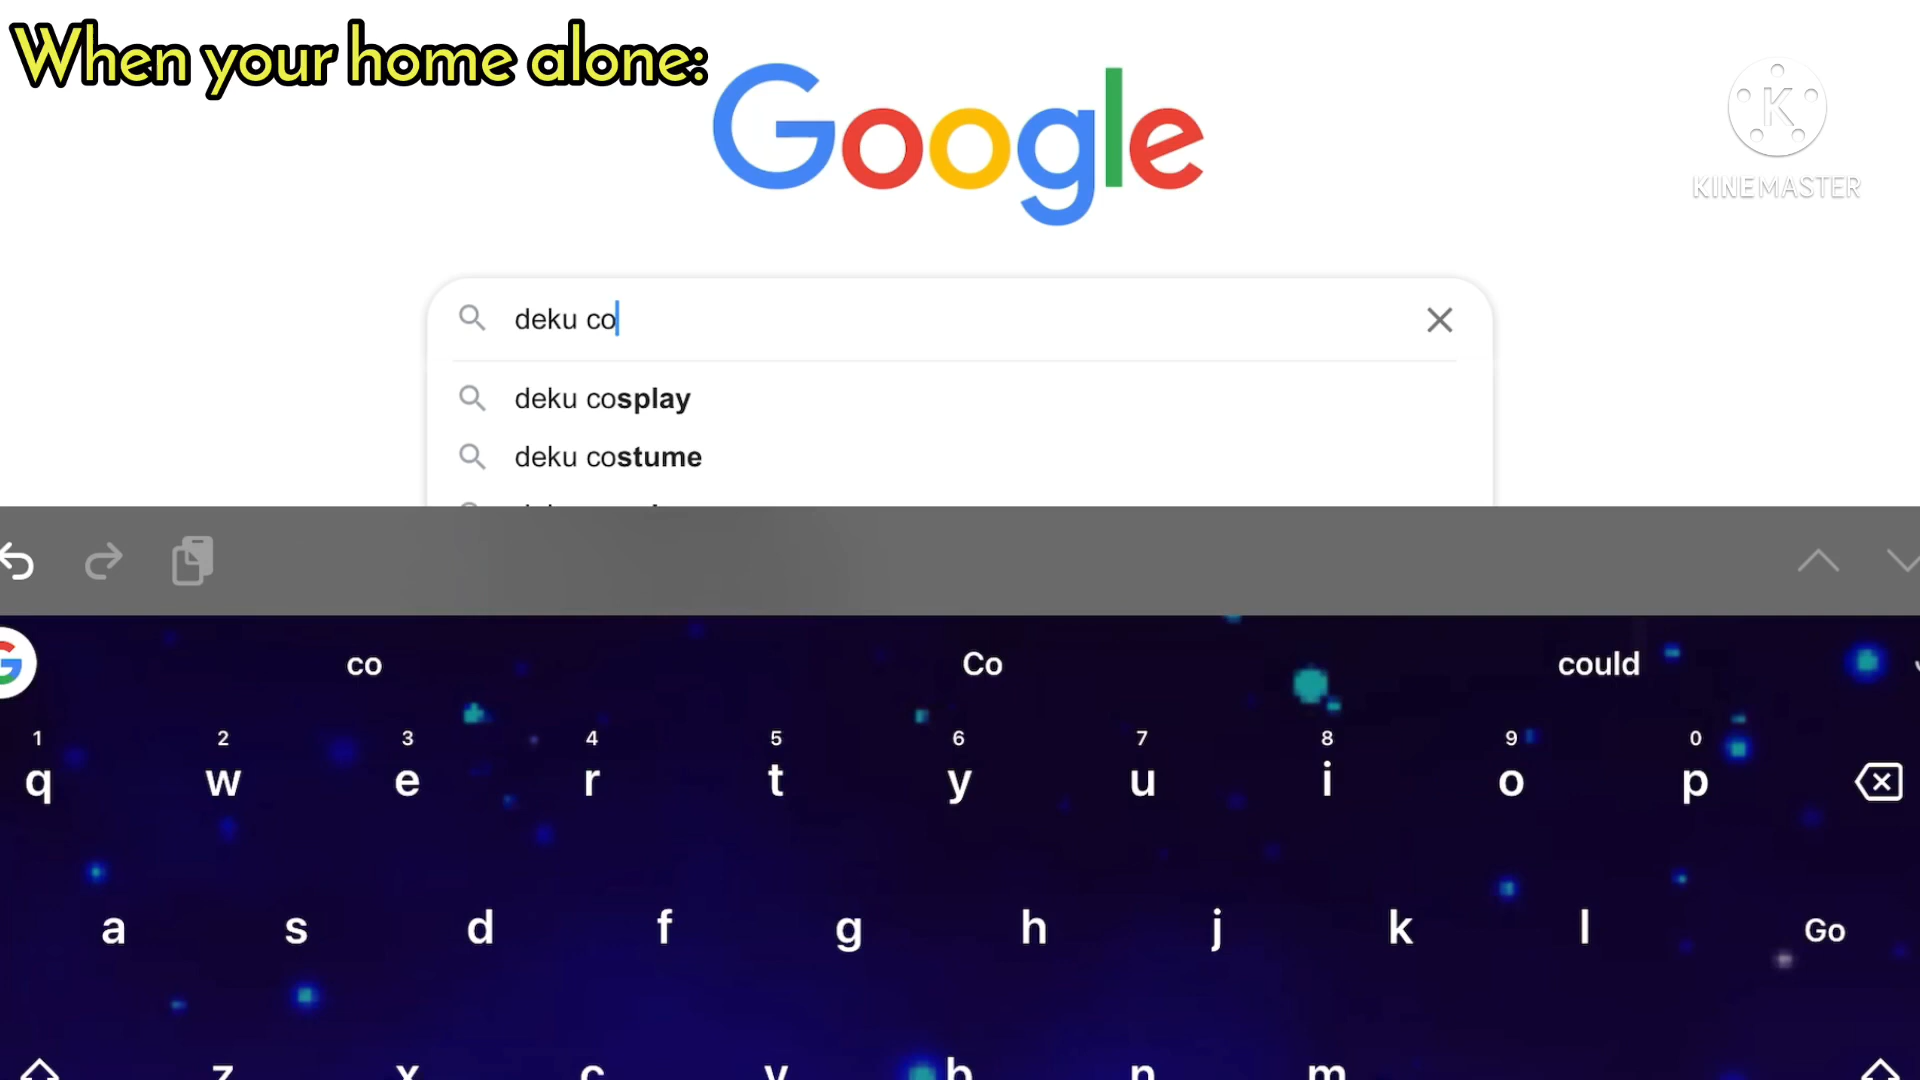 When your home alone:
Google
K
KINEMASTER
deku co
deku cosplay
deku costume
G
co Co could
1 2 3 4 5 6 7 8 9 0
q w e r t y u i o p
a s d f g h j k l Go
z x c v b n m